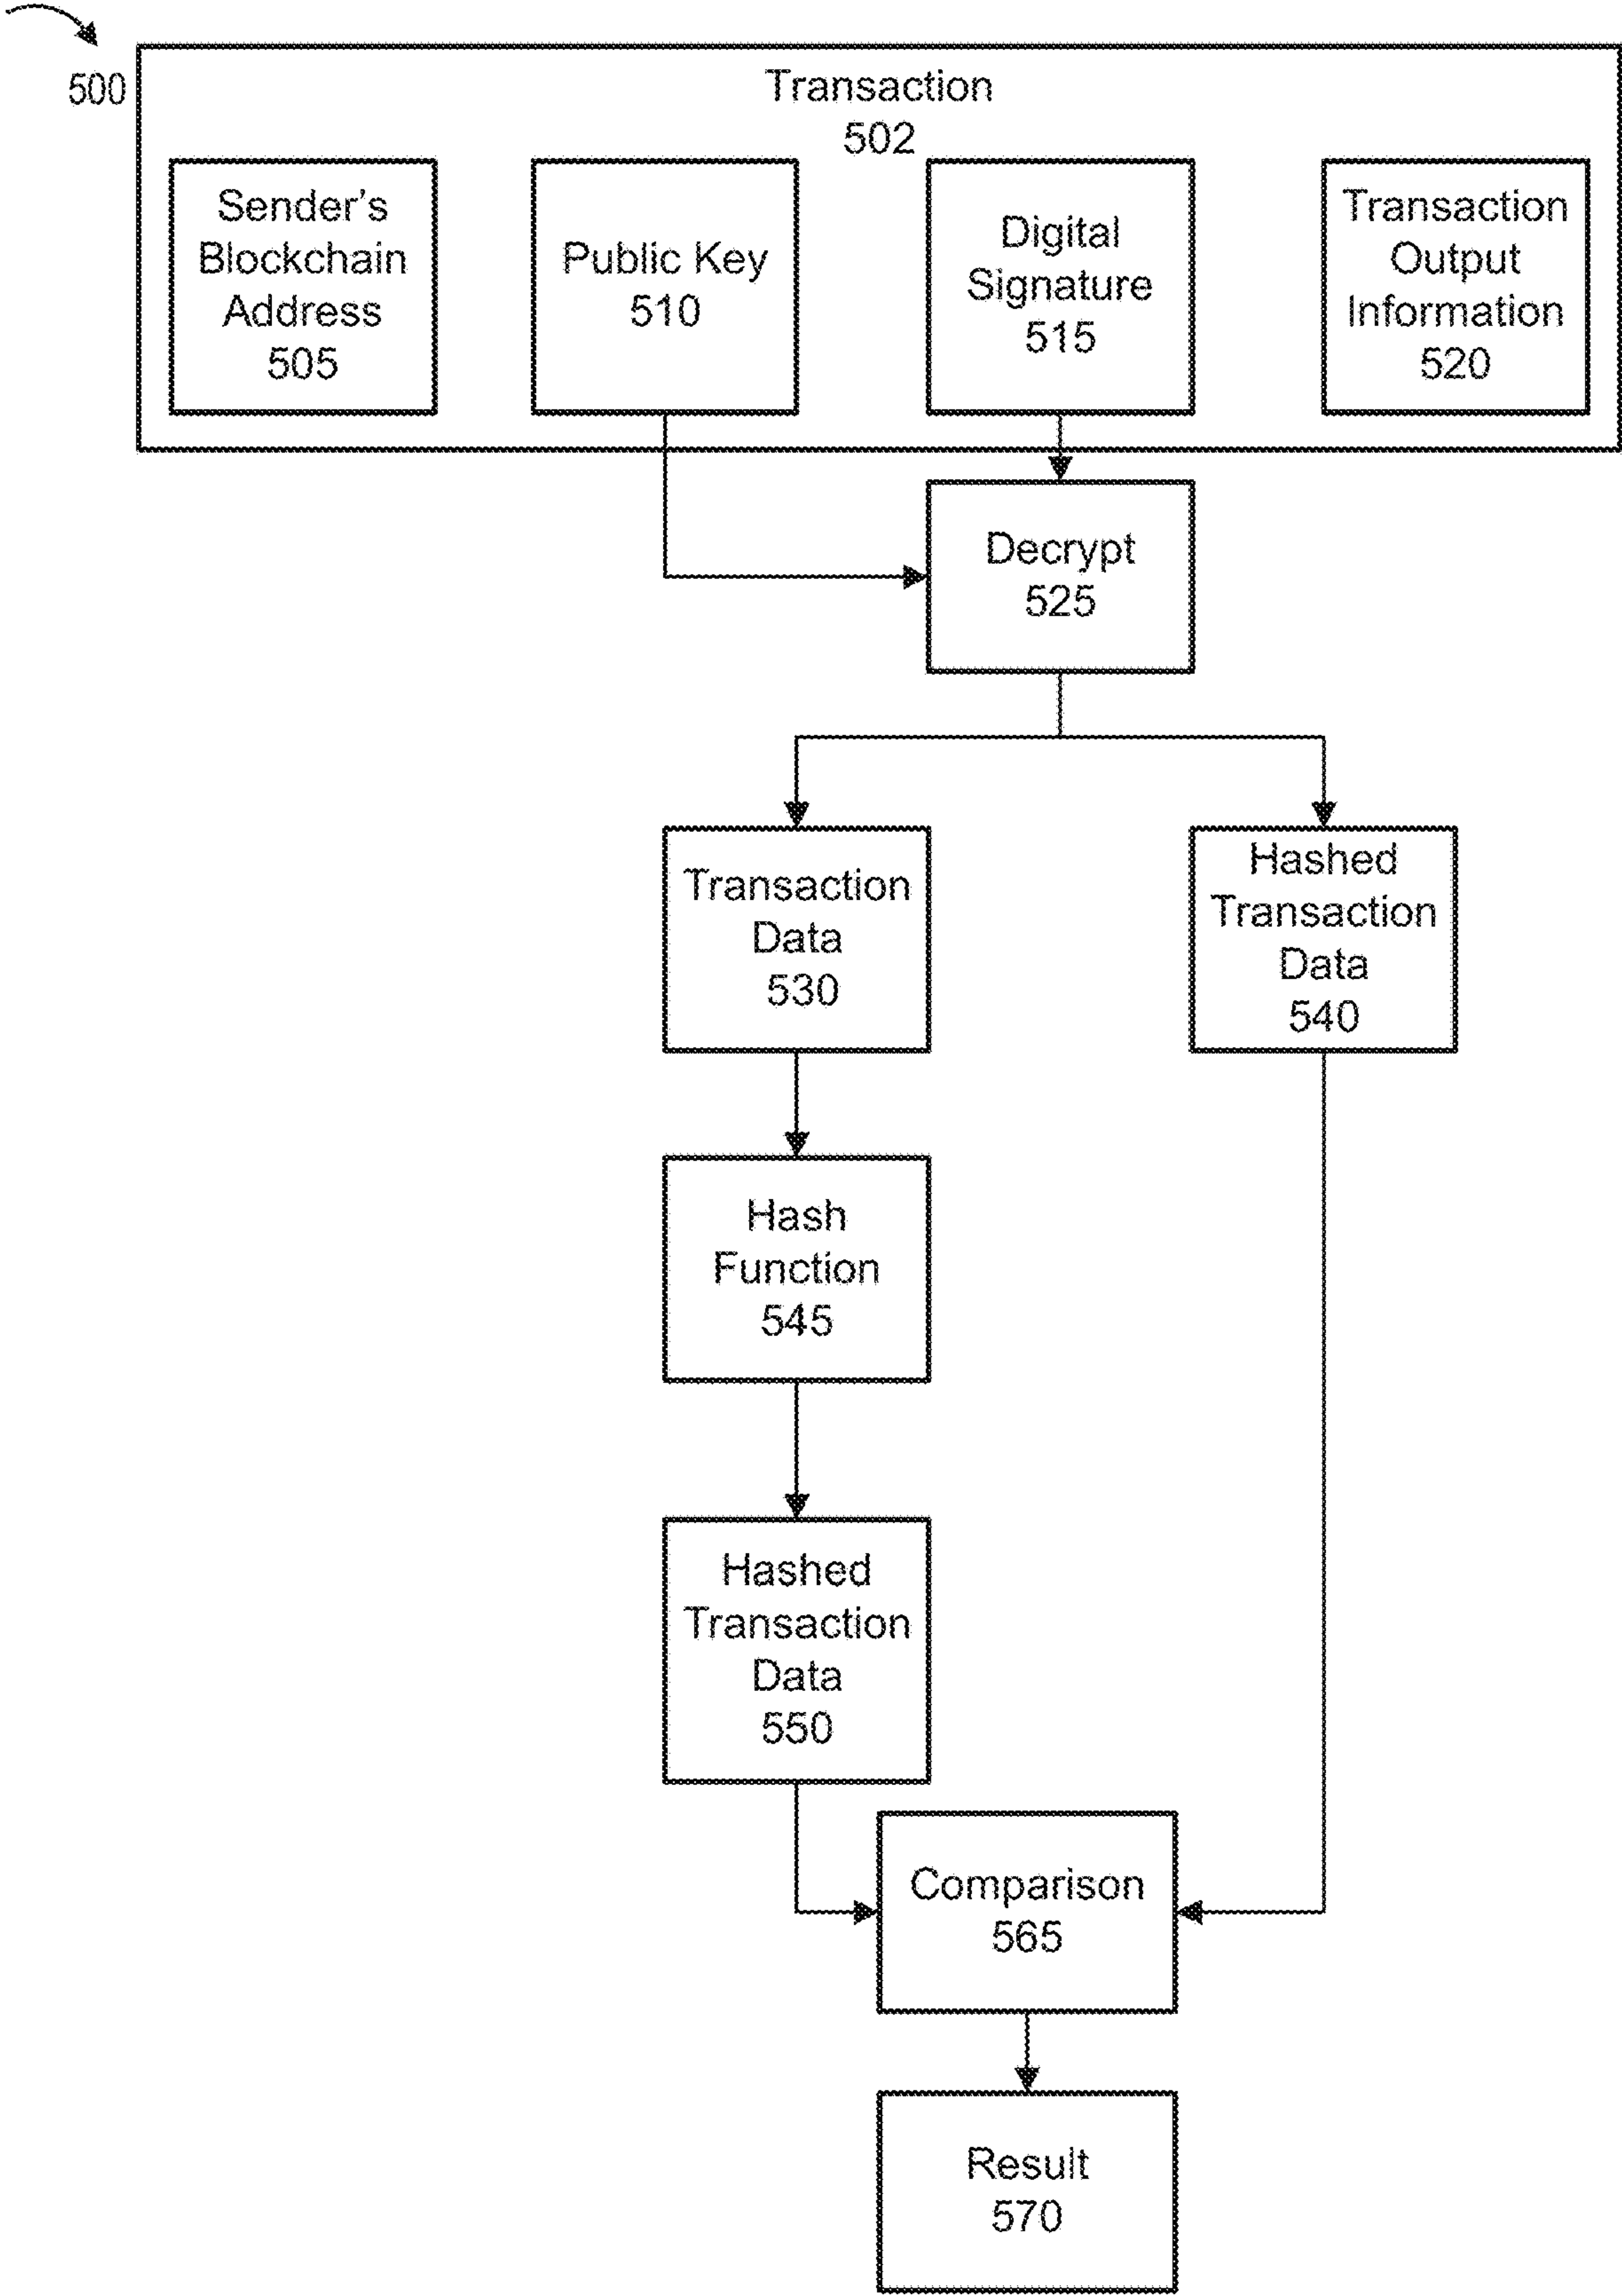 500
Transaction
502
Sender's
Blockchain
Address
505
Public Key
510
Digital
Signature
515
Transaction
Output
Information
520
Decrypt
525
Transaction
Data
530
Hashed
Transaction
Data
540
Hash
Function
545
Hashed
Transaction
Data
550
Comparison
565
Result
570